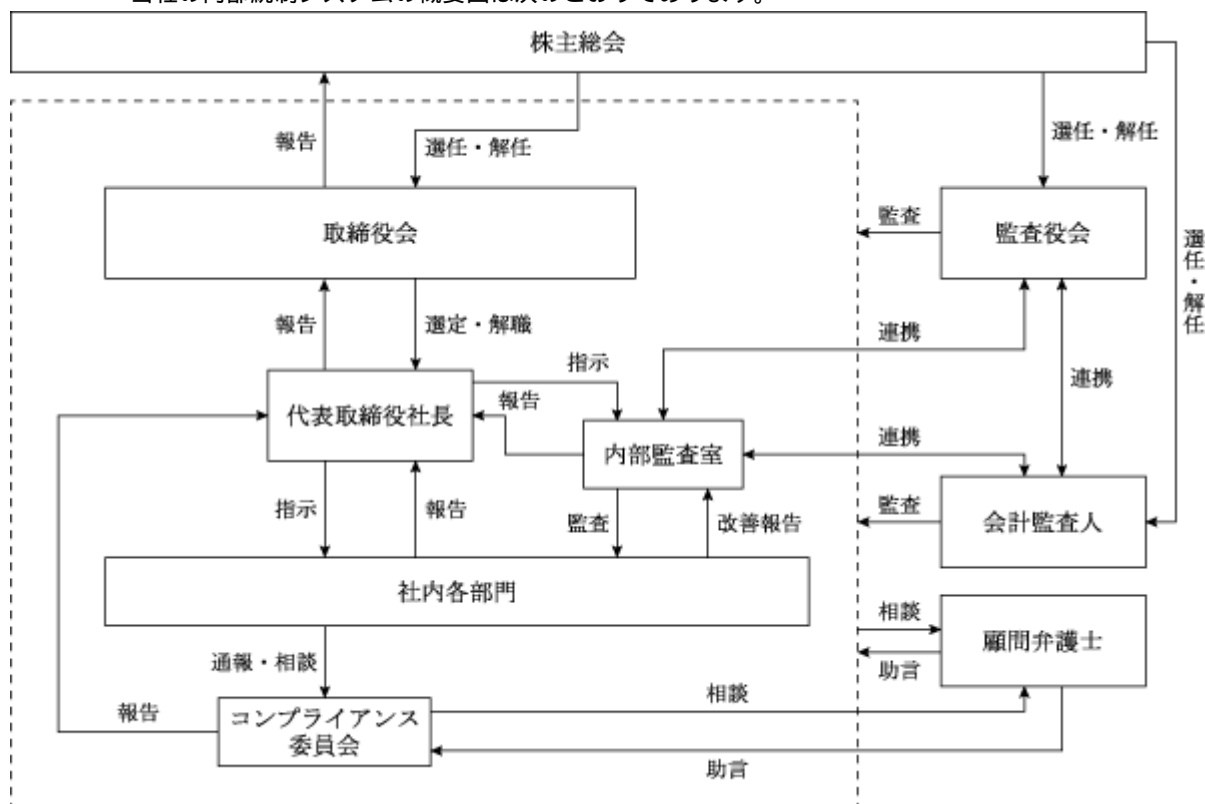 当社の内部統制システムの概要図は次のとおりであります。
株主総会
報告
選任・解任
選任・解任
選任・解任
取締役会
監査
監査役会
報告
選定・解職
連携
連携
指示
代表取締役社長
報告
内部監査室
連携
監査
会計監査人
指示
報告
監査
改善報告
社内各部門
相談
助言
顧問弁護士
通報・相談
報告
コンプライアンス
委員会
相談
助言